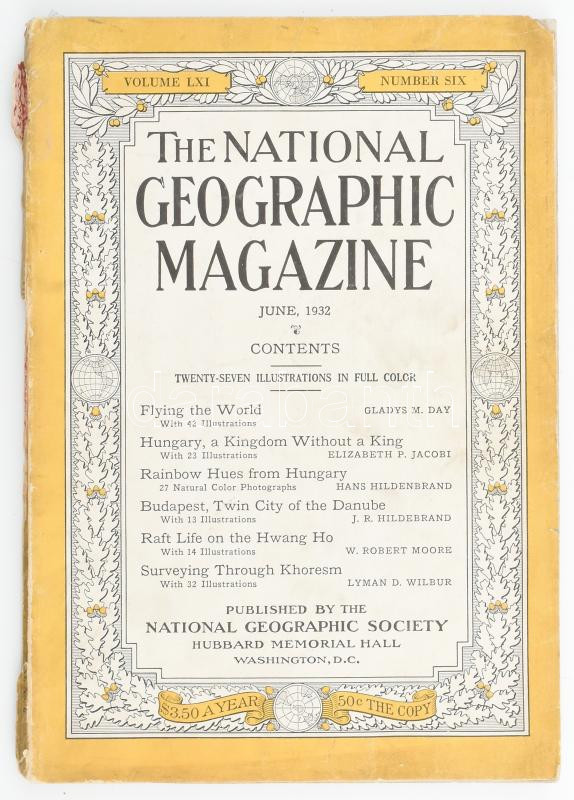 VOLUME LXI NUMBER SIX
THE NATIONAL
GEOGRAPHIC
MAGAZINE
JUNE, 1932
CONTENTS
TWENTY-SEVEN ILLUSTRATIONS IN FULL COLOR
Flying the World GLADYS M. DAY
With 42 Illustrations
Hungary, a Kingdom Without a King
With 23 Illustrations ELIZABETH P. JACOBI
Rainbow Hues from Hungary
27 Natural Color Photographs HANS HILDENBRAND
Budapest, Twin City of the Danube
With 13 Illustrations J. R. HILDEBRAND
Raft Life on the Hwang Ho
With 14 Illustrations W. ROBERT MOORE
Surveying Through Khoresm
With 32 Illustrations LYMAN D. WILBUR
PUBLISHED BY THE
NATIONAL GEOGRAPHIC SOCIETY
HUBBARD MEMORIAL HALL
WASHINGTON, D.C.
$3.50 A YEAR 50¢ THE COPY